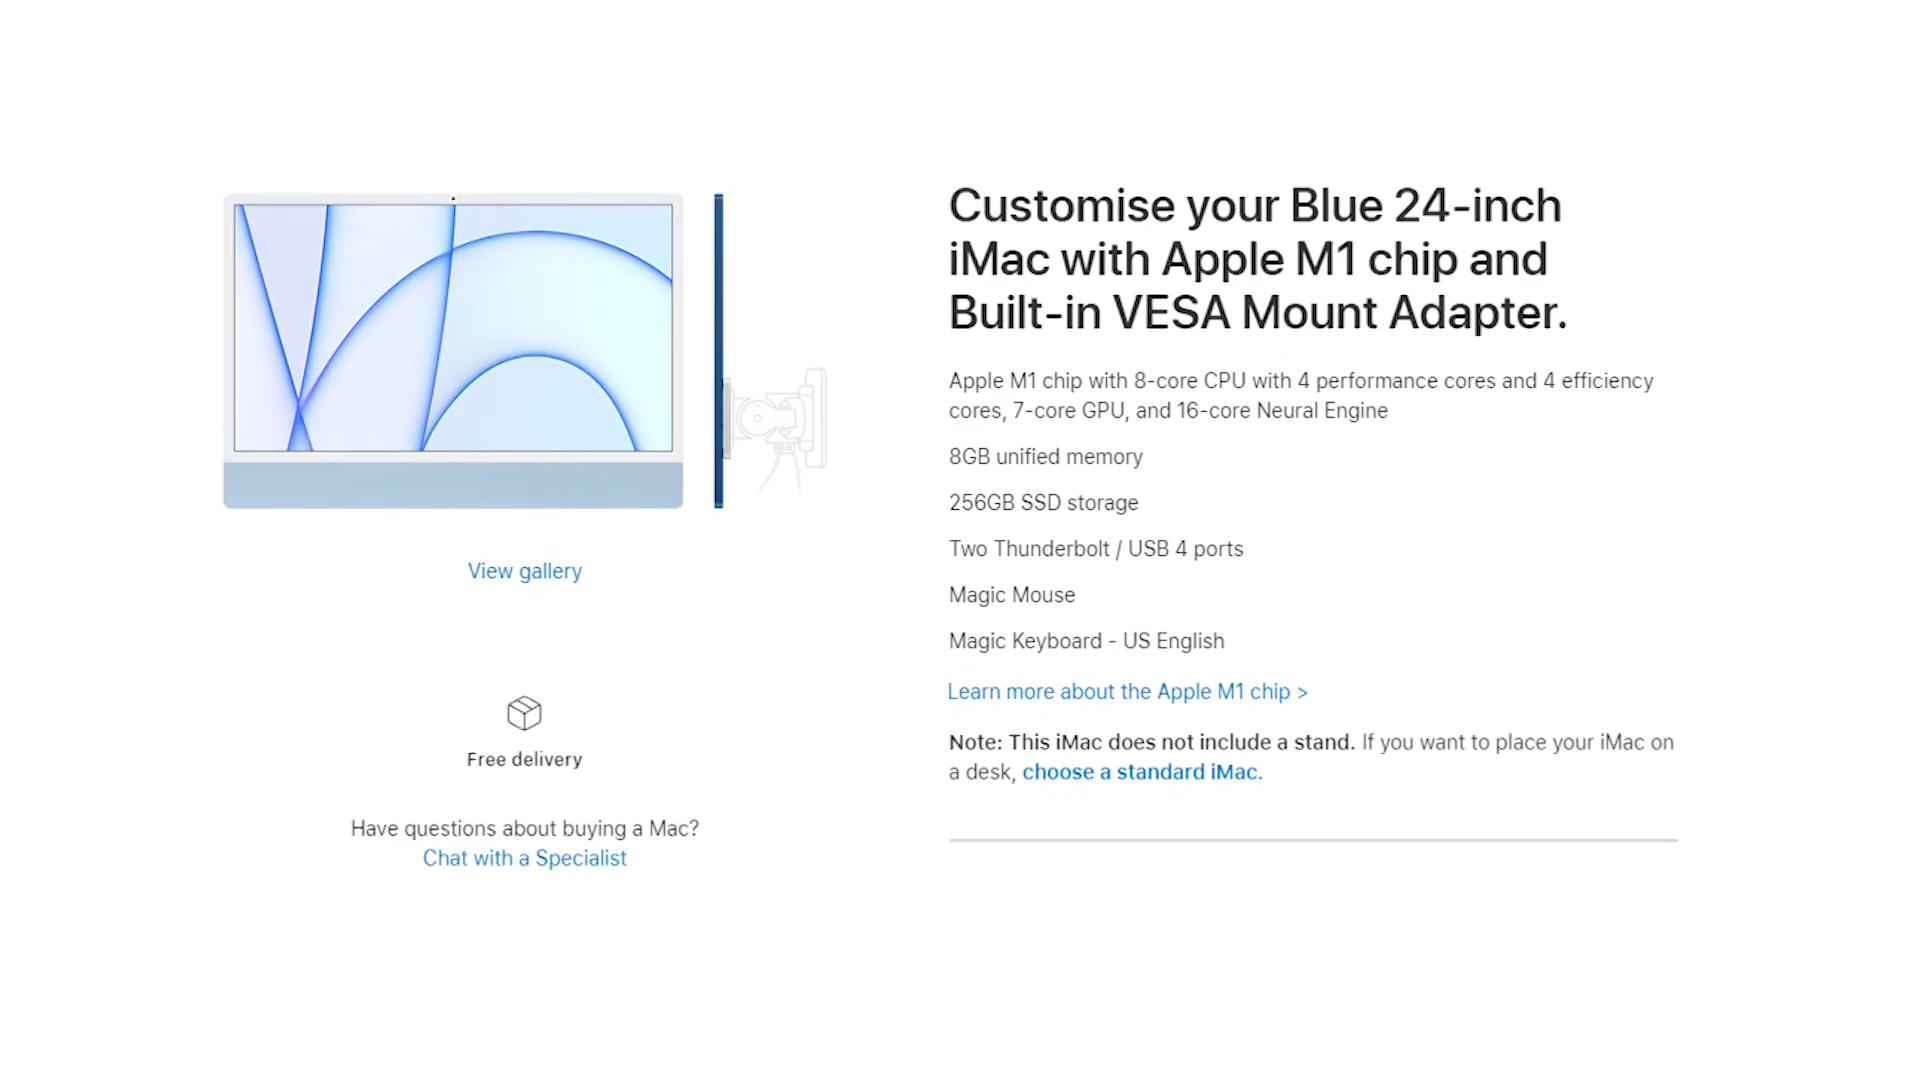 Customise your Blue 24-inch
iMac with Apple M1 chip and
Built-in VESA Mount Adapter.
Apple M1 chip with 8-core CPU with 4 performance cores and 4 efficiency
cores, 7-core GPU, and 16-core Neural Engine
8GB unified memory
256GB SSD storage
Two Thunderbolt / USB 4 ports
Magic Mouse
Magic Keyboard - US English
Learn more about the Apple M1 chip >
Note: This iMac does not include a stand. If you want to place your iMac on
a desk, choose a standard iMac.
View gallery
Free delivery
Have questions about buying a Mac?
Chat with a Specialist